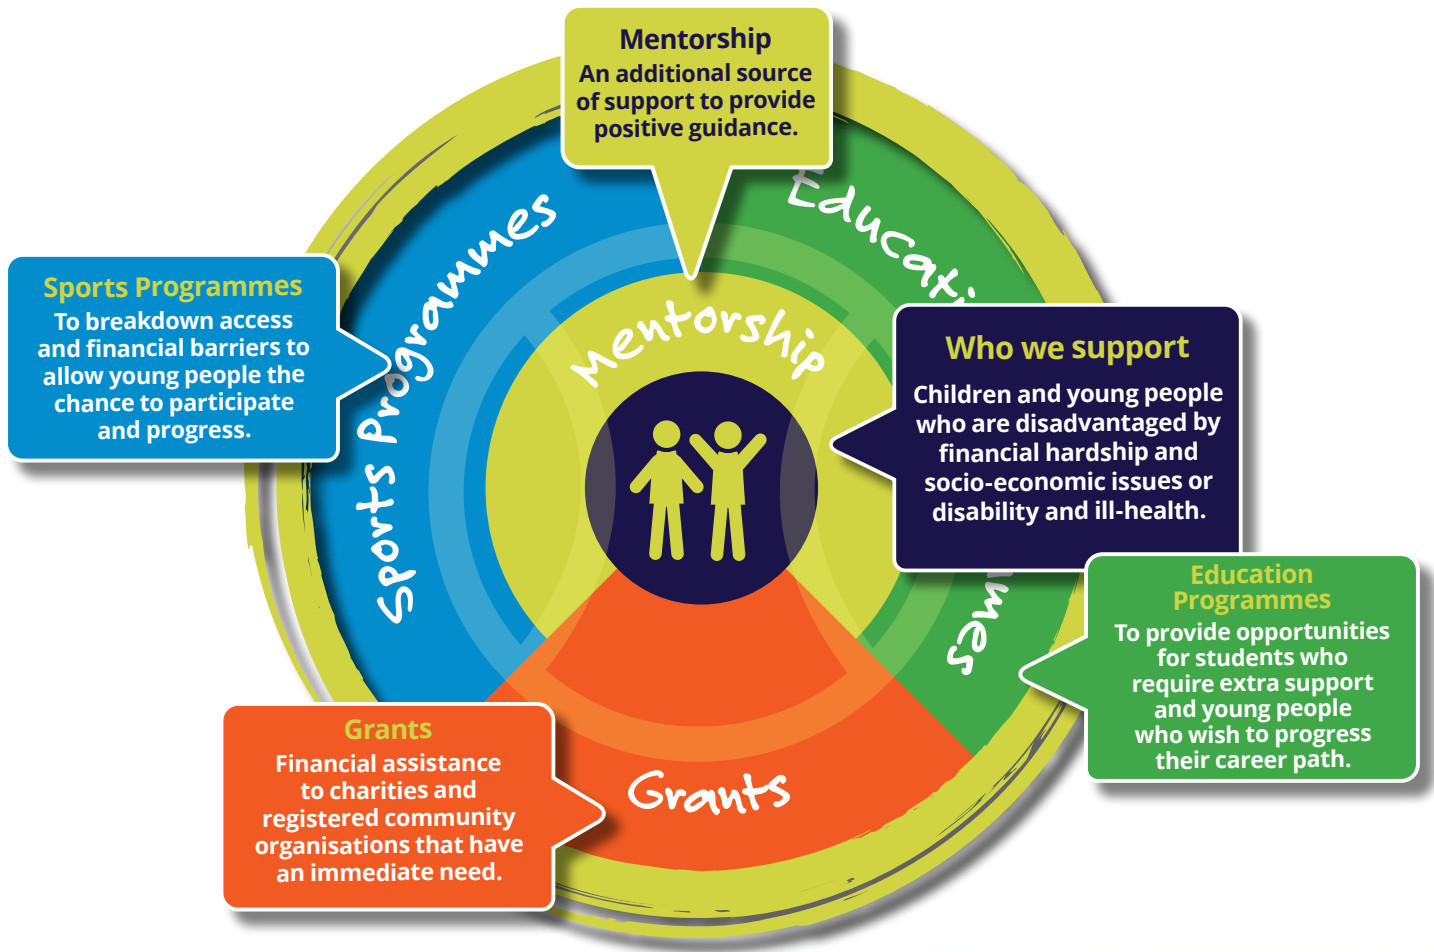 Mentorship
An additional source
of support to provide
positive guidance.
Sports Programmes
To breakdown access
and financial barriers to
allow young people the
chance to participate
and progress.
Sports Programmes
Mentorship
Who we support
Children and young people
who are disadvantaged by
financial hardship and
socio-economic issues or
disability and ill-health.
Education
Programmes
To provide opportunities
for students who
require extra support
and young people
who wish to progress
their career path.
Grants
Financial assistance
to charities and
registered community
organisations that have
an immediate need.
Grants